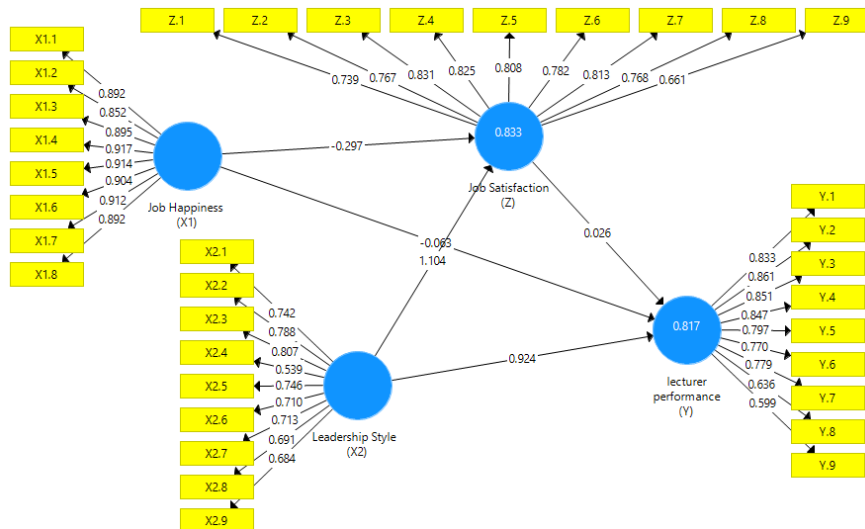 Z.1
Z.2
Z.3
Z.4
Z.5
Z.6
Z.7
Z.8
Z.9
X1.1
X1.2
X1.3
X1.4
X1.5
X1.6
X1.7
X1.8
0.892
0.852
0.895
0.917
0.914
0.904
0.912
0.892
Job Happiness
(X1)
0.739
0.767
0.831
0.825
0.808
0.782
0.813
0.768
0.661
0.833
Job Satisfaction
(Z)
-0.297
-0.063
1.104
0.026
0.924
X2.1
X2.2
X2.3
X2.4
X2.5
X2.6
X2.7
X2.8
X2.9
0.742
0.788
0.807
0.539
0.746
0.710
0.713
0.691
0.684
Leadership Style
(X2)
0.817
lecturer
performance
(Y)
0.833
0.861
0.851
0.847
0.797
0.770
0.779
0.636
0.599
Y.1
Y.2
Y.3
Y.4
Y.5
Y.6
Y.7
Y.8
Y.9